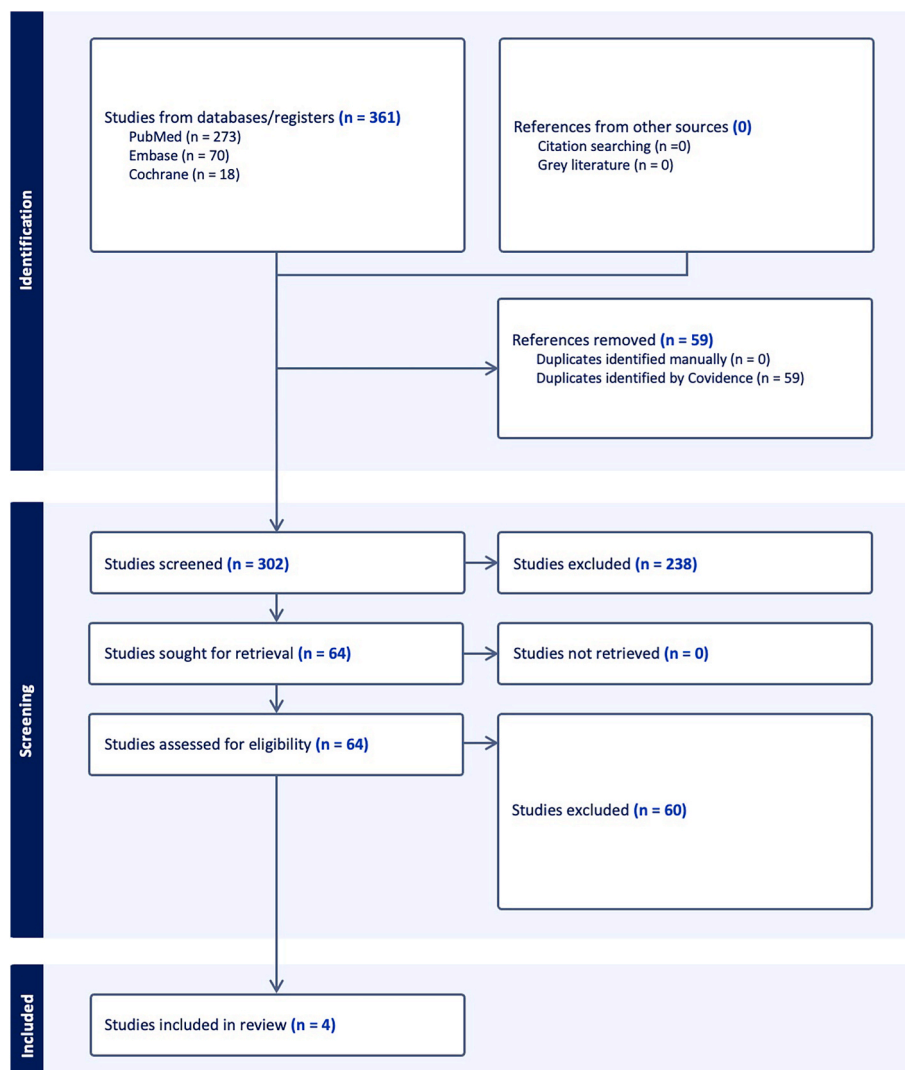 Identification
Studies from databases/registers (n = 361)
PubMed (n = 273)
Embase (n = 70)
Cochrane (n = 18)
References from other sources (0)
Citation searching (n =0)
Grey literature (n = 0)
References removed (n = 59)
Duplicates identified manually (n = 0)
Duplicates identified by Covidence (n = 59)
Screening
Studies screened (n = 302)
Studies excluded (n = 238)
Studies sought for retrieval (n = 64)
Studies not retrieved (n = 0)
Studies assessed for eligibility (n = 64)
Studies excluded (n = 60)
Included
Studies included in review (n = 4)